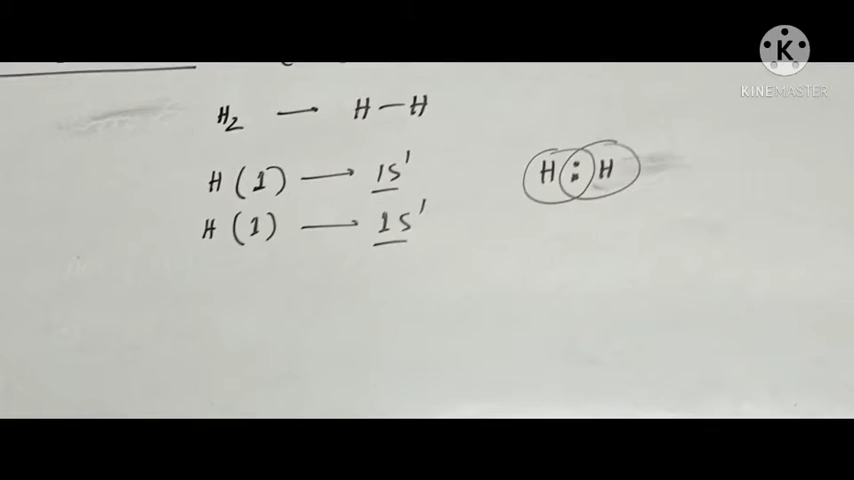 H₂ → H–H
H (1) → 1S¹
H (1) → 1S¹
H : H
KINEMASTER